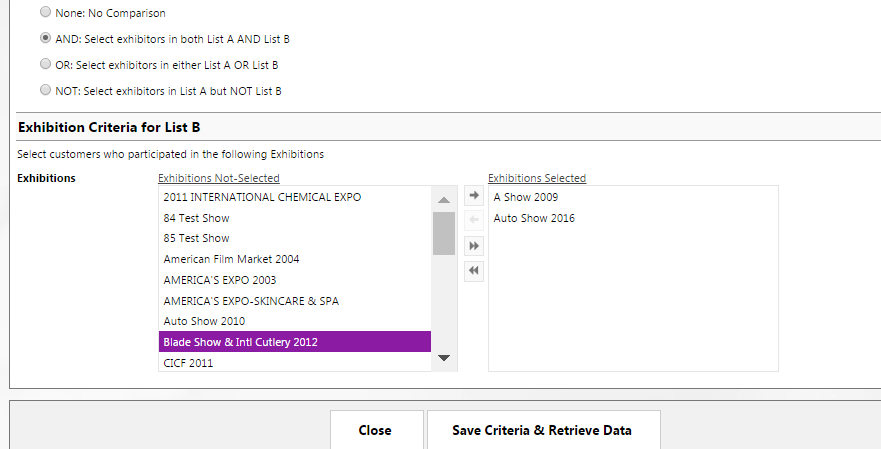 None: No Comparison
AND: Select exhibitors in both List A AND List B
OR: Select exhibitors in either List A OR List B
NOT: Select exhibitors in List A but NOT List B
Exhibition Criteria for List B
Select customers who participated in the following Exhibitions
Exhibitions
Exhibitions Not-Selected
2011 INTERNATIONAL CHEMICAL EXPO
84 Test Show
85 Test Show
American Film Market 2004
AMERICA'S EXPO 2003
AMERICA'S EXPO-SKINCARE & SPA
Auto Show 2010
Blade Show & Intl Cutlery 2012
CICF 2011
Exhibitions Selected
A Show 2009
Auto Show 2016
Close
Save Criteria & Retrieve Data